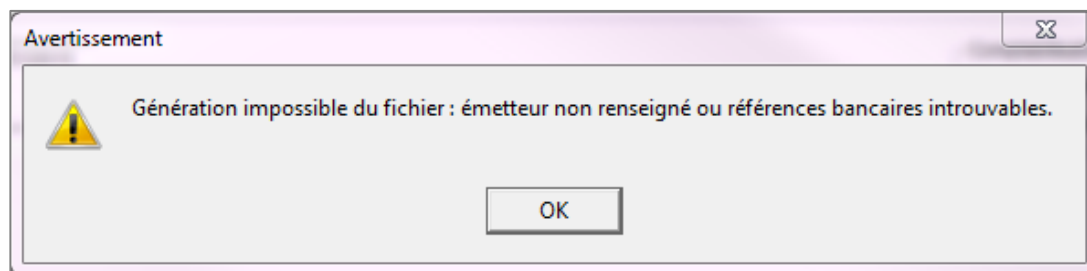 Avertissement
Génération impossible du fichier : émetteur non renseigné ou références bancaires introuvables.
OK